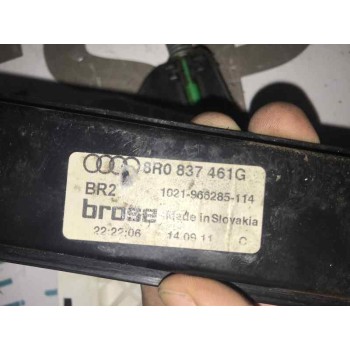 8R0 837 461G
BR2 1021-966285-114
brose Made in Slovakia
22:22:06 14.09.11 C